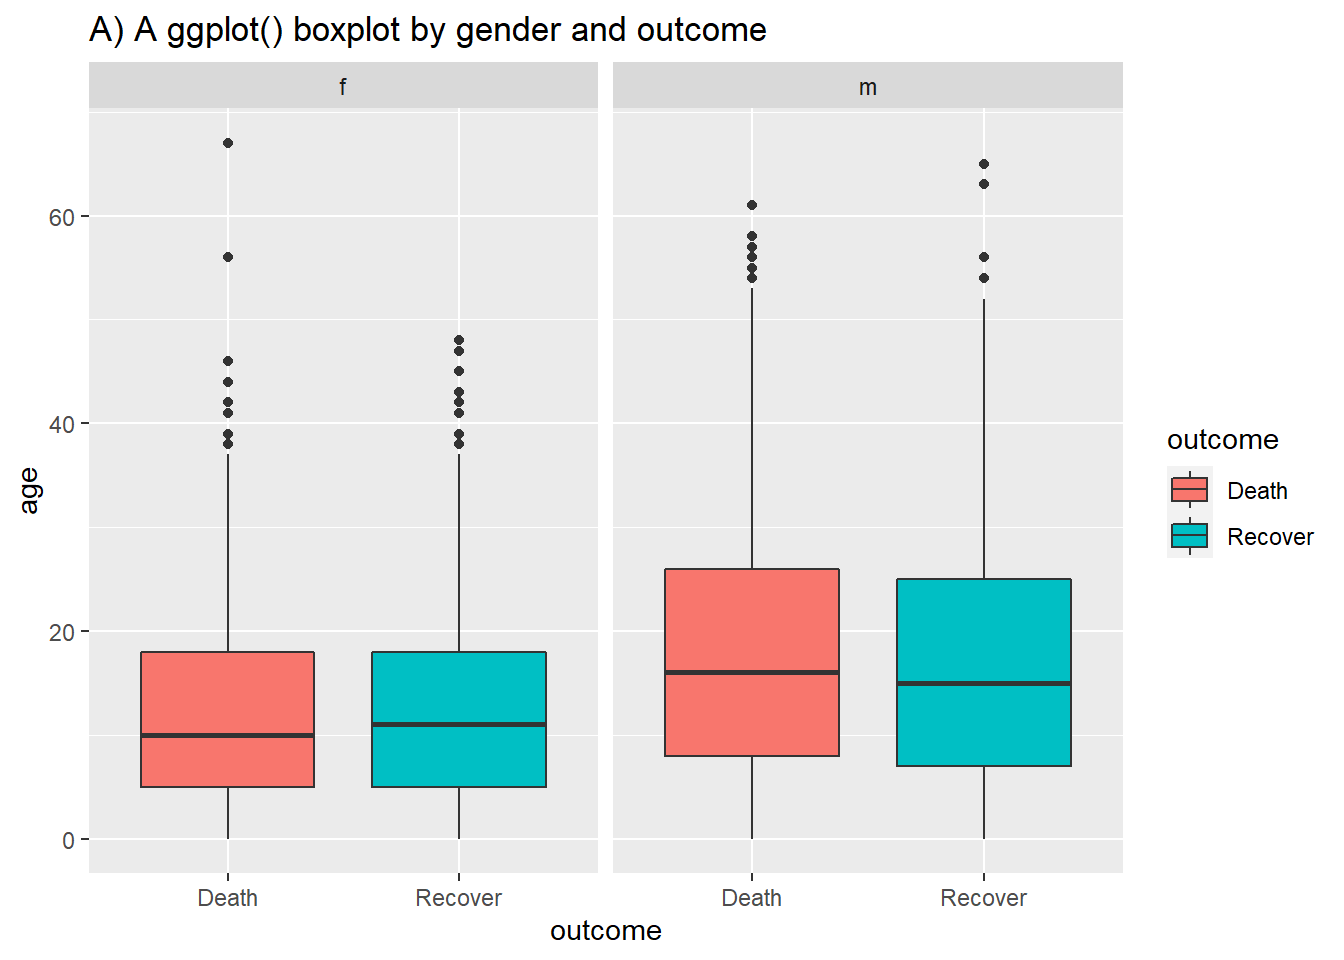 A) A ggplot() boxplot by gender and outcome
f
m
60
40
20
0
age
Death
Recover
Death
Recover
outcome
outcome
Death
Recover